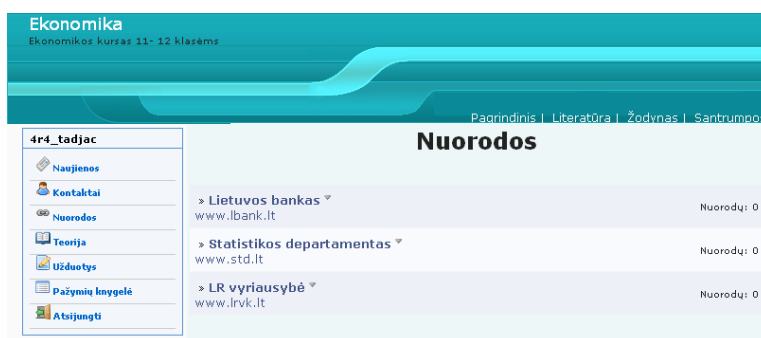 Ekonomika
Ekonomikos kursas 11- 12 klasėms
Pagrindinis | Literatūra | Žodynas | Santrumpos
4r4_tadjac
Naujienos
Kontaktai
Nuorodos
Teorija
Užduotys
Pažymių knygelė
Atsijungti
Nuorodos
» Lietuvos bankas
www.lbank.lt
Nuorodų: 0
» Statistikos departamentas
www.std.lt
Nuorodų: 0
» LR vyriausybė
www.lrvk.lt
Nuorodų: 0